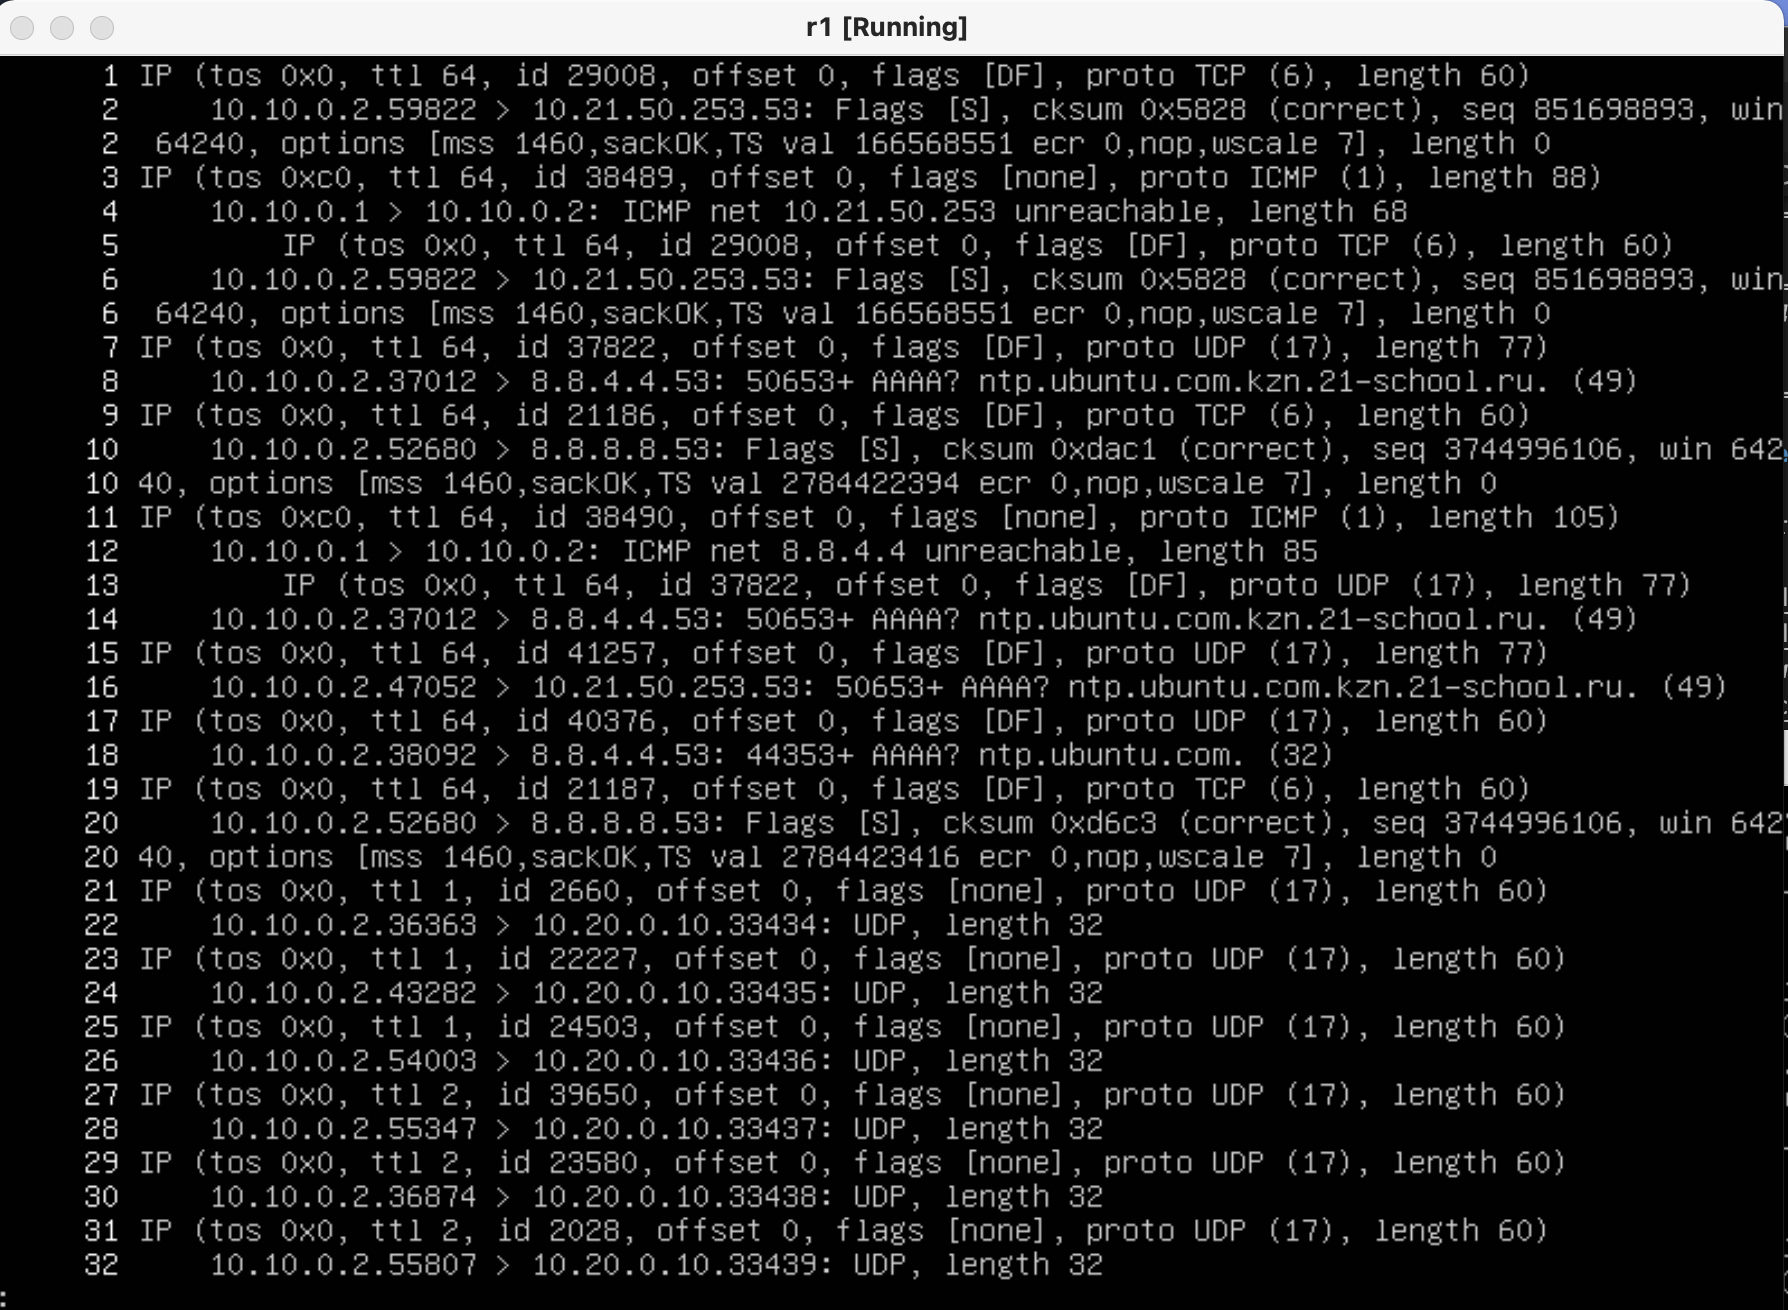 r1 [Running]
1 IP (tos 0x0, ttl 64, id 29008, offset 0, flags [DF], proto TCP (6), length 60)
2     10.10.0.2.59822 > 10.21.50.253.53: Flags [S], cksum 0x5828 (correct), seq 851698893, win
2  64240, options [mss 1460,sackOK,TS val 166568551 ecr 0,nop,wscale 7], length 0
3 IP (tos 0xc0, ttl 64, id 38489, offset 0, flags [none], proto ICMP (1), length 88)
4     10.10.0.1 > 10.10.0.2: ICMP net 10.21.50.253 unreachable, length 68
5         IP (tos 0x0, ttl 64, id 29008, offset 0, flags [DF], proto TCP (6), length 60)
6     10.10.0.2.59822 > 10.21.50.253.53: Flags [S], cksum 0x5828 (correct), seq 851698893, win
6  64240, options [mss 1460,sackOK,TS val 166568551 ecr 0,nop,wscale 7], length 0
7 IP (tos 0x0, ttl 64, id 37822, offset 0, flags [DF], proto UDP (17), length 77)
8     10.10.0.2.37012 > 8.8.4.4.53: 50653+ AAAA? ntp.ubuntu.com.kzn.21-school.ru. (49)
9 IP (tos 0x0, ttl 64, id 21186, offset 0, flags [DF], proto TCP (6), length 60)
10     10.10.0.2.52680 > 8.8.8.8.53: Flags [S], cksum 0xdac1 (correct), seq 3744996106, win 642
10 40, options [mss 1460,sackOK,TS val 2784422394 ecr 0,nop,wscale 7], length 0
11 IP (tos 0xc0, ttl 64, id 38490, offset 0, flags [none], proto ICMP (1), length 105)
12     10.10.0.1 > 10.10.0.2: ICMP net 8.8.4.4 unreachable, length 85
13         IP (tos 0x0, ttl 64, id 37822, offset 0, flags [DF], proto UDP (17), length 77)
14     10.10.0.2.37012 > 8.8.4.4.53: 50653+ AAAA? ntp.ubuntu.com.kzn.21-school.ru. (49)
15 IP (tos 0x0, ttl 64, id 41257, offset 0, flags [DF], proto UDP (17), length 77)
16     10.10.0.2.47052 > 10.21.50.253.53: 50653+ AAAA? ntp.ubuntu.com.kzn.21-school.ru. (49)
17 IP (tos 0x0, ttl 64, id 40376, offset 0, flags [DF], proto UDP (17), length 60)
18     10.10.0.2.38092 > 8.8.4.4.53: 44353+ AAAA? ntp.ubuntu.com. (32)
19 IP (tos 0x0, ttl 64, id 21187, offset 0, flags [DF], proto TCP (6), length 60)
20     10.10.0.2.52680 > 8.8.8.8.53: Flags [S], cksum 0xd6c3 (correct), seq 3744996106, win 642
20 40, options [mss 1460,sackOK,TS val 2784423416 ecr 0,nop,wscale 7], length 0
21 IP (tos 0x0, ttl 1, id 2660, offset 0, flags [none], proto UDP (17), length 60)
22     10.10.0.2.36363 > 10.20.0.10.33434: UDP, length 32
23 IP (tos 0x0, ttl 1, id 22227, offset 0, flags [none], proto UDP (17), length 60)
24     10.10.0.2.43282 > 10.20.0.10.33435: UDP, length 32
25 IP (tos 0x0, ttl 1, id 24503, offset 0, flags [none], proto UDP (17), length 60)
26     10.10.0.2.54003 > 10.20.0.10.33436: UDP, length 32
27 IP (tos 0x0, ttl 2, id 39650, offset 0, flags [none], proto UDP (17), length 60)
28     10.10.0.2.55347 > 10.20.0.10.33437: UDP, length 32
29 IP (tos 0x0, ttl 2, id 23580, offset 0, flags [none], proto UDP (17), length 60)
30     10.10.0.2.36874 > 10.20.0.10.33438: UDP, length 32
31 IP (tos 0x0, ttl 2, id 2028, offset 0, flags [none], proto UDP (17), length 60)
32     10.10.0.2.55807 > 10.20.0.10.33439: UDP, length 32
: